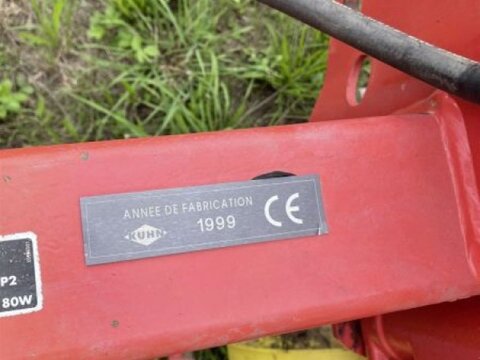 ANNEE DE FABRICATION
KUHN 1999 CE
P2
80W